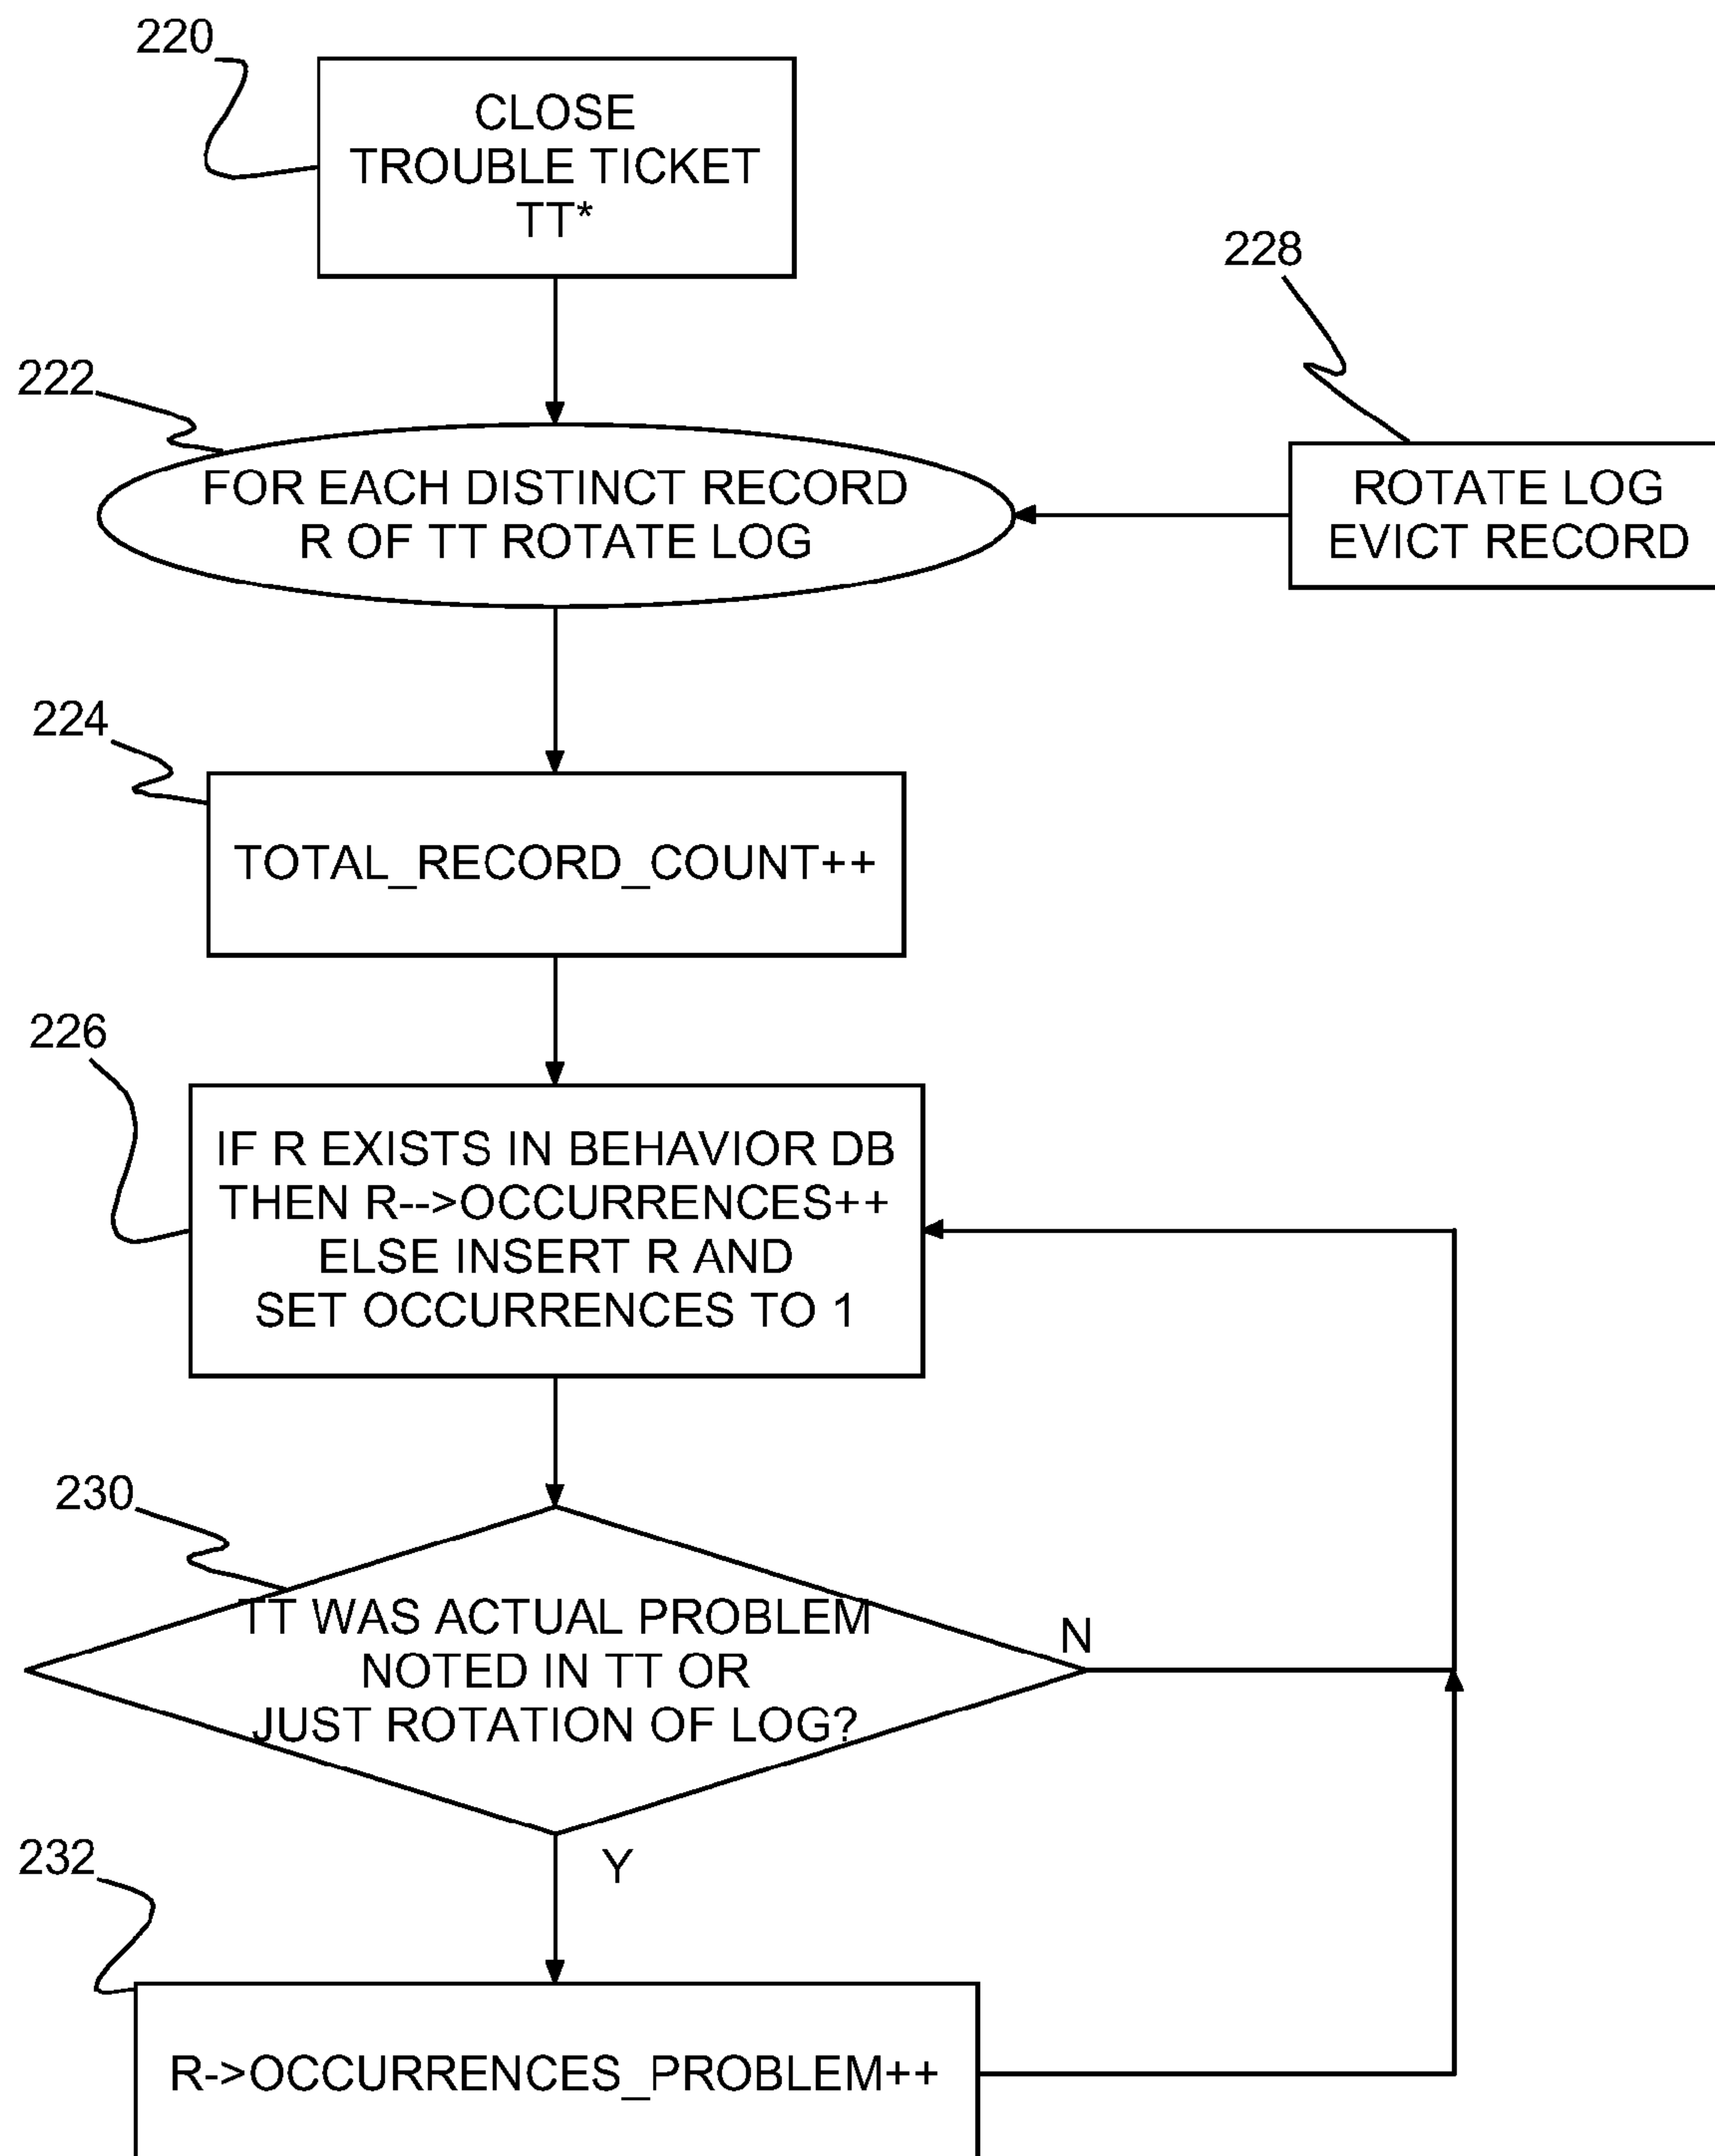 220
CLOSE
TROUBLE TICKET
TT*
228
222
FOR EACH DISTINCT RECORD
R OF TT ROTATE LOG
ROTATE LOG
EVICT RECORD
224
TOTAL_RECORD_COUNT++
226
IF R EXISTS IN BEHAVIOR DB
THEN R-->OCCURRENCES++
ELSE INSERT R AND
SET OCCURRENCES TO 1
230
TT WAS ACTUAL PROBLEM
NOTED IN TT OR
JUST ROTATION OF LOG?
N
Y
232
R->OCCURRENCES_PROBLEM++